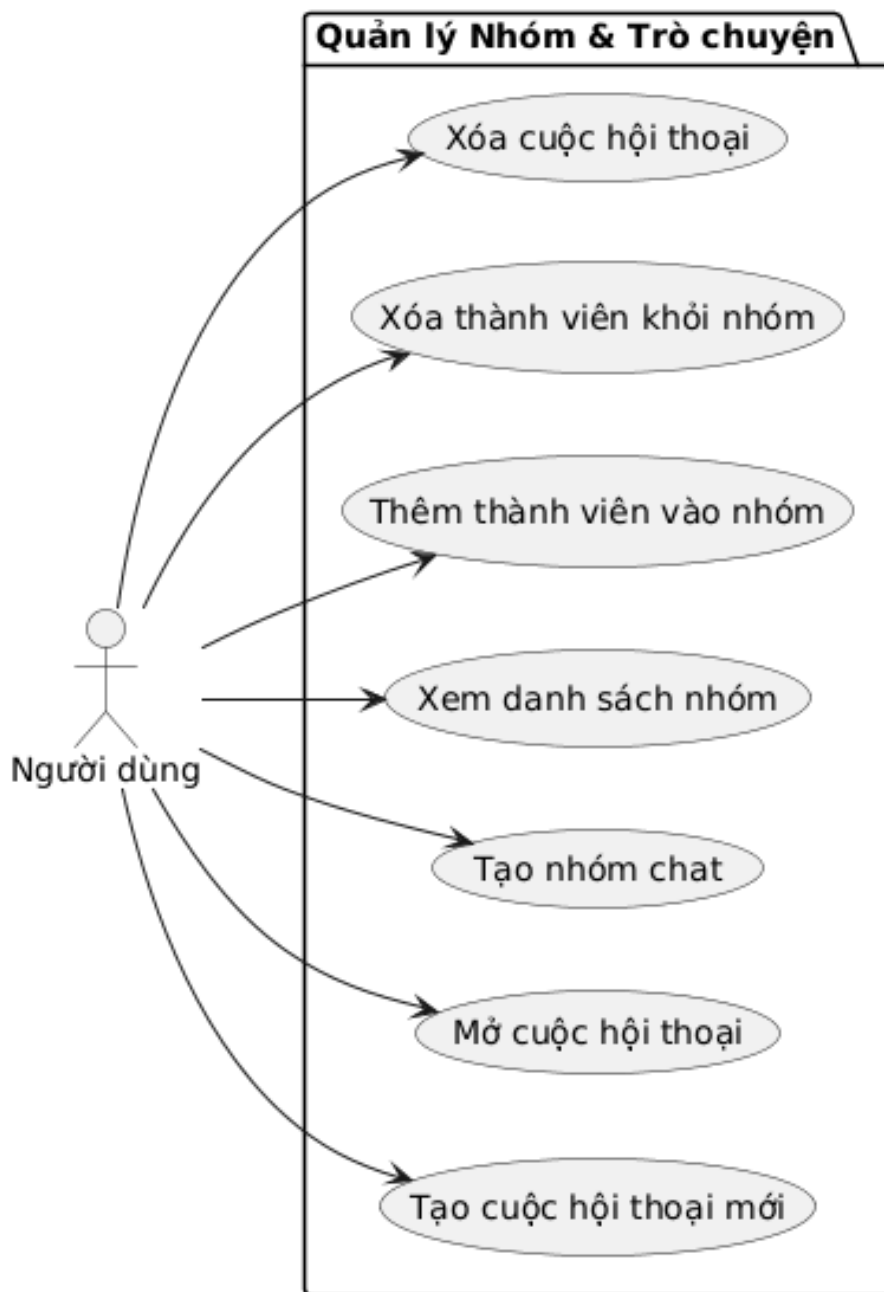 Quản lý Nhóm & Trò chuyện
Xóa cuộc hội thoại
Xóa thành viên khỏi nhóm
Thêm thành viên vào nhóm
Xem danh sách nhóm
Người dùng
Tạo nhóm chat
Mở cuộc hội thoại
Tạo cuộc hội thoại mới